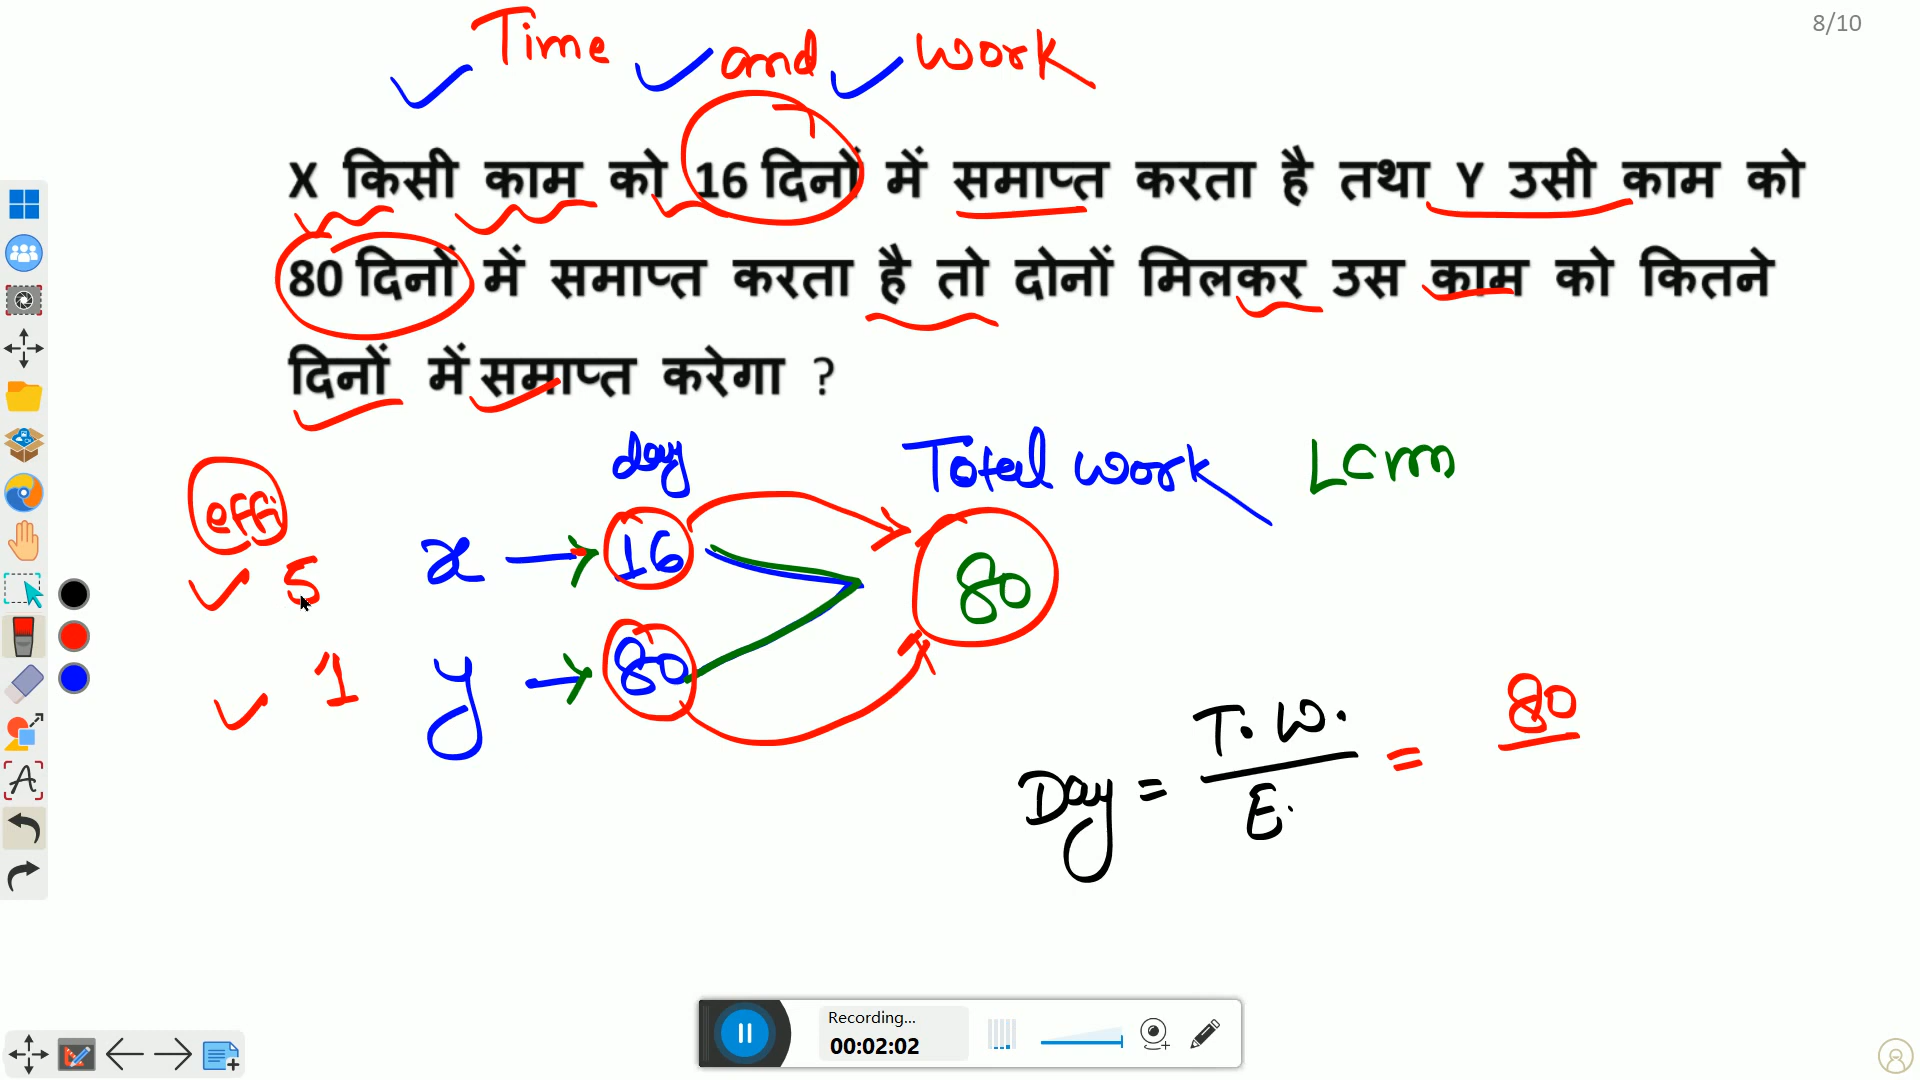 8/10
Time and work
X किसी काम को 16 दिनों में समाप्त करता है तथा Y उसी काम को
80 दिनों में समाप्त करता है तो दोनों मिलकर उस काम को कितने
दिनों में समाप्त करेगा ?
day Total work Lcm
effi
5 x → 16 80
1 y → 80
Day = T.W. / E. = 80
Recording...
00:02:02